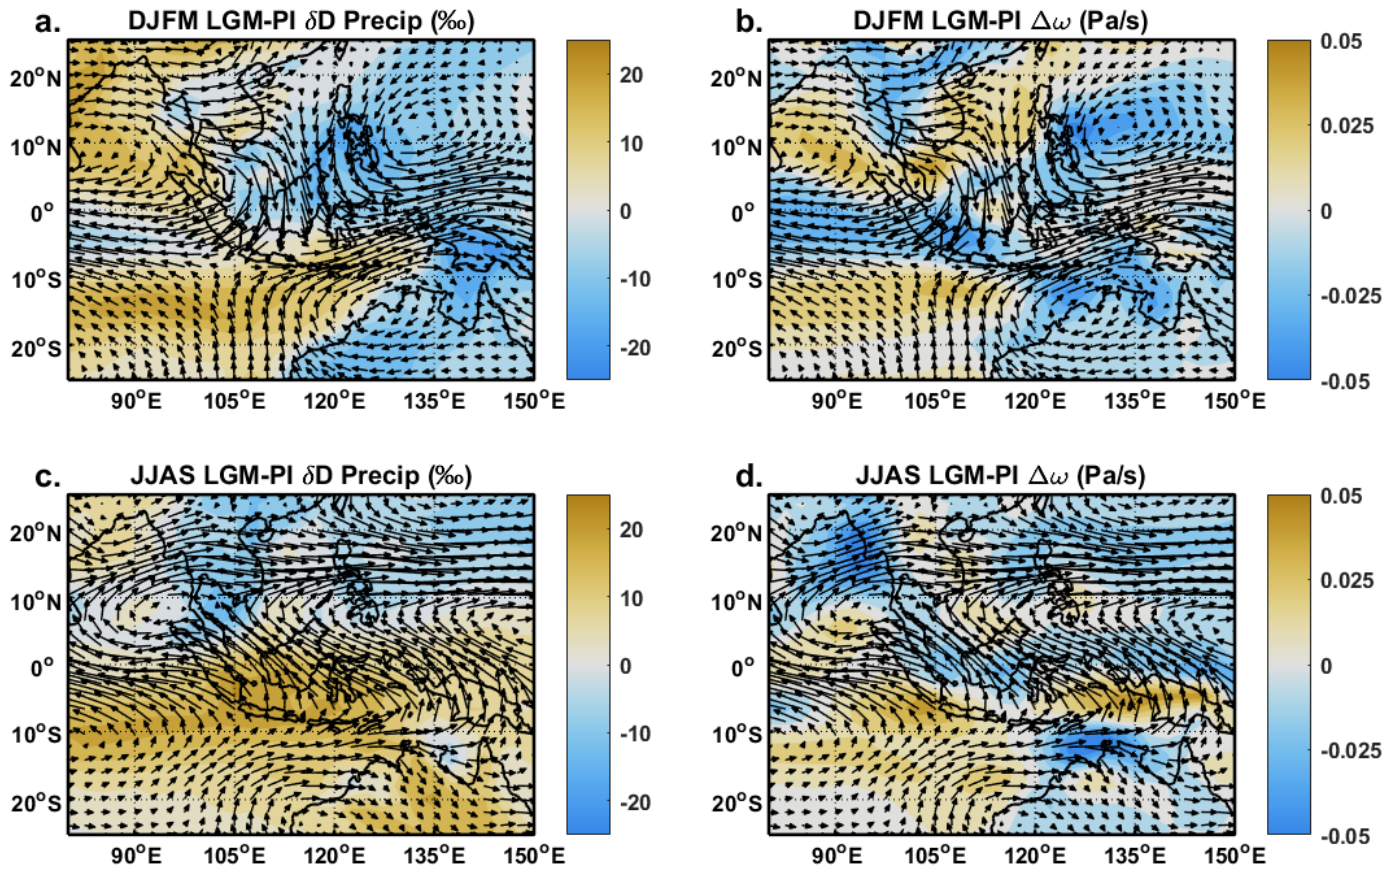 a. DJFM LGM-PI δD Precip (‰)
20°N
10°N
0°
10°S
20°S
90°E 105°E 120°E 135°E 150°E
20
10
0
-10
-20
b. DJFM LGM-PI Δω (Pa/s)
20°N
10°N
0°
10°S
20°S
90°E 105°E 120°E 135°E 150°E
0.05
0.025
0
-0.025
-0.05
c. JJAS LGM-PI δD Precip (‰)
20°N
10°N
0°
10°S
20°S
90°E 105°E 120°E 135°E 150°E
20
10
0
-10
-20
d. JJAS LGM-PI Δω (Pa/s)
20°N
10°N
0°
10°S
20°S
90°E 105°E 120°E 135°E 150°E
0.05
0.025
0
-0.025
-0.05